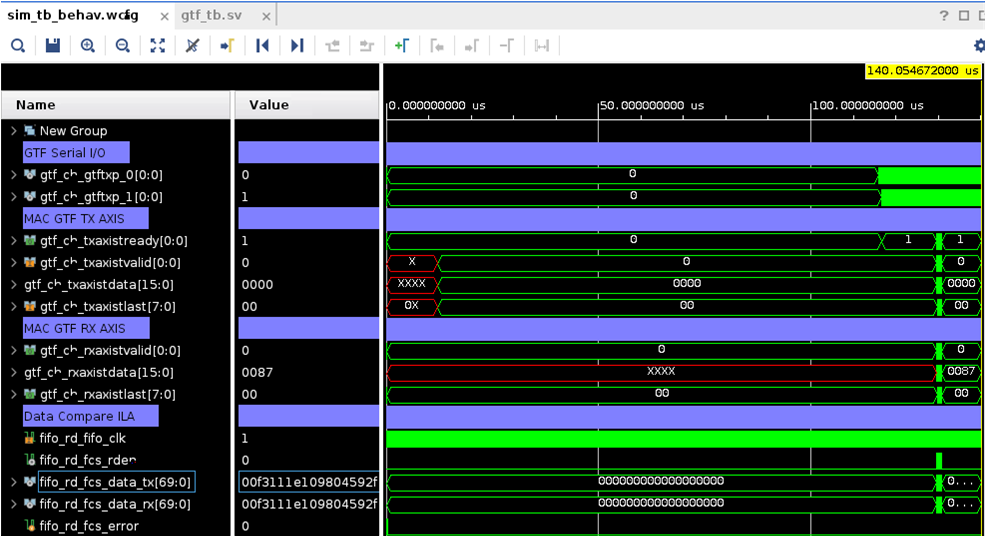 sim_tb_behav.wcfg × gtf_tb.sv × ?
140.054672000 us
Name Value 0.000000000 us 50.000000000 us 100.000000000 us
New Group
GTF Serial I/O
gtf_ch_gtftxp_0[0:0] 0 0
gtf_ch_gtftxp_1[0:0] 1 0
MAC GTF TX AXIS
gtf_ch_txaxistready[0:0] 1 0 1 1
gtf_ch_txaxistvalid[0:0] 0 X 0 0
gtf_ch_txaxistdata[15:0] 0000 XXXX 0000 0000
gtf_ch_txaxistlast[7:0] 00 0X 00 00
MAC GTF RX AXIS
gtf_ch_rxaxistvalid[0:0] 0 0 0
gtf_ch_rxaxistdata[15:0] 0087 XXXX 0087
gtf_ch_rxaxistlast[7:0] 00 00 00
Data Compare ILA
fifo_rd_fifo_clk 1
fifo_rd_fcs_rden 0
fifo_rd_fcs_data_tx[69:0] 00f3111e109804592f 000000000000000000 0...
fifo_rd_fcs_data_rx[69:0] 00f3111e109804592f 000000000000000000 0...
fifo_rd_fcs_error 0